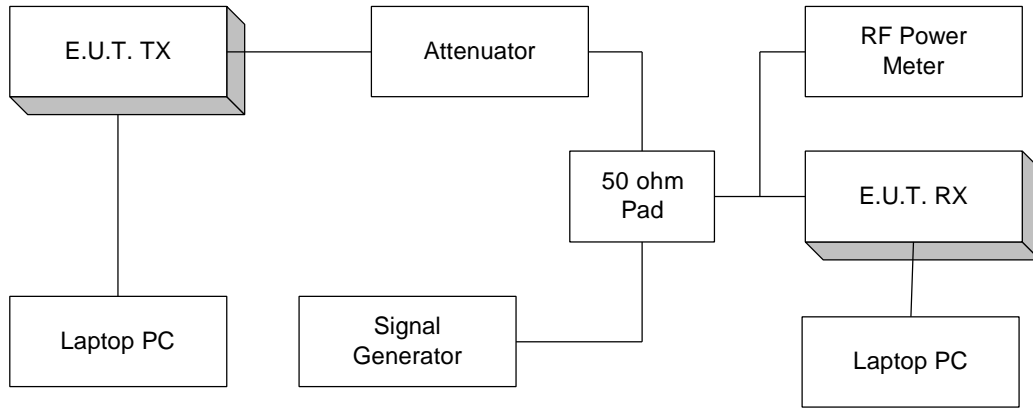 E.U.T. TX
Attenuator
RF Power
Meter
50 ohm
Pad
E.U.T. RX
Laptop PC
Signal
Generator
Laptop PC